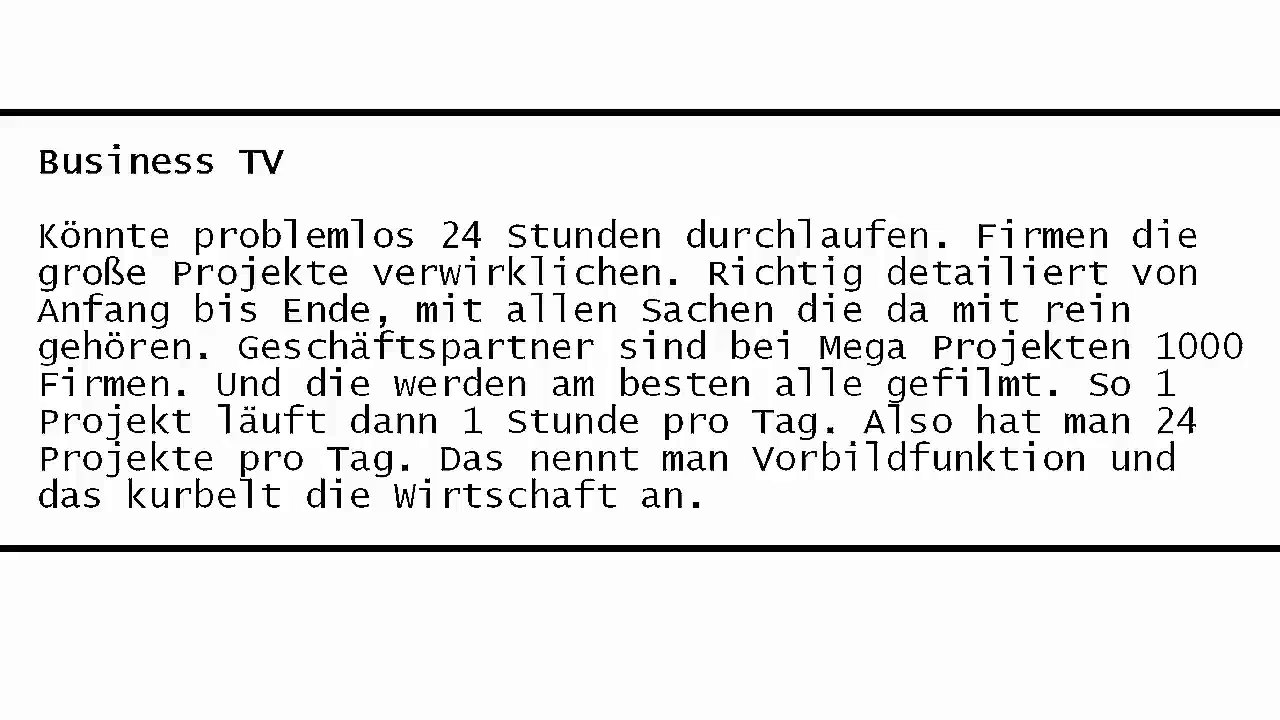 Business TV
Könnte problemlos 24 Stunden durchlaufen. Firmen die
große Projekte verwirklichen. Richtig detailiert von
Anfang bis Ende, mit allen Sachen die da mit rein
gehören. Geschäftspartner sind bei Mega Projekten 1000
Firmen. Und die werden am besten alle gefilmt. So 1
Projekt läuft dann 1 Stunde pro Tag. Also hat man 24
Projekte pro Tag. Das nennt man Vorbildfunktion und
das kurbelt die Wirtschaft an.